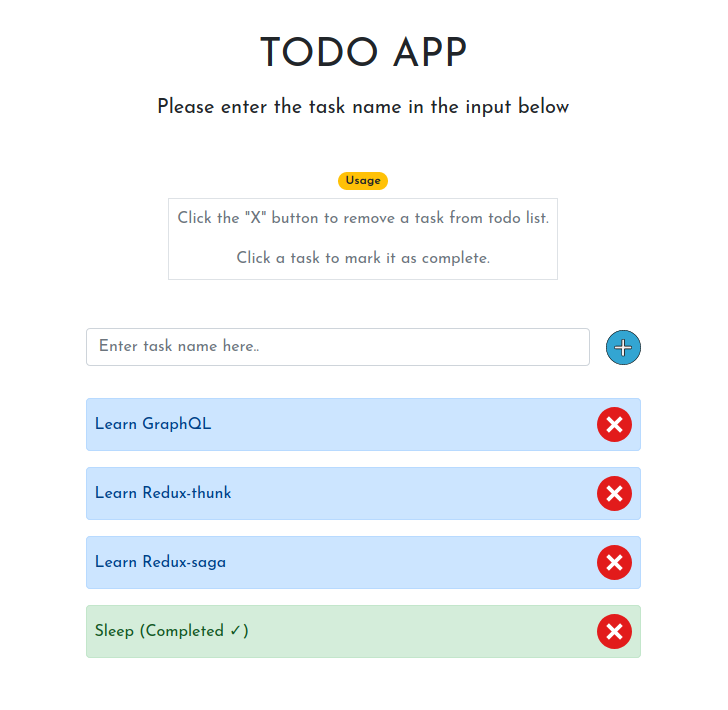 TODO APP
Please enter the task name in the input below
Usage
Click the "X" button to remove a task from todo list.
Click a task to mark it as complete.
Enter task name here..
Learn GraphQL
Learn Redux-thunk
Learn Redux-saga
Sleep (Completed ✓)